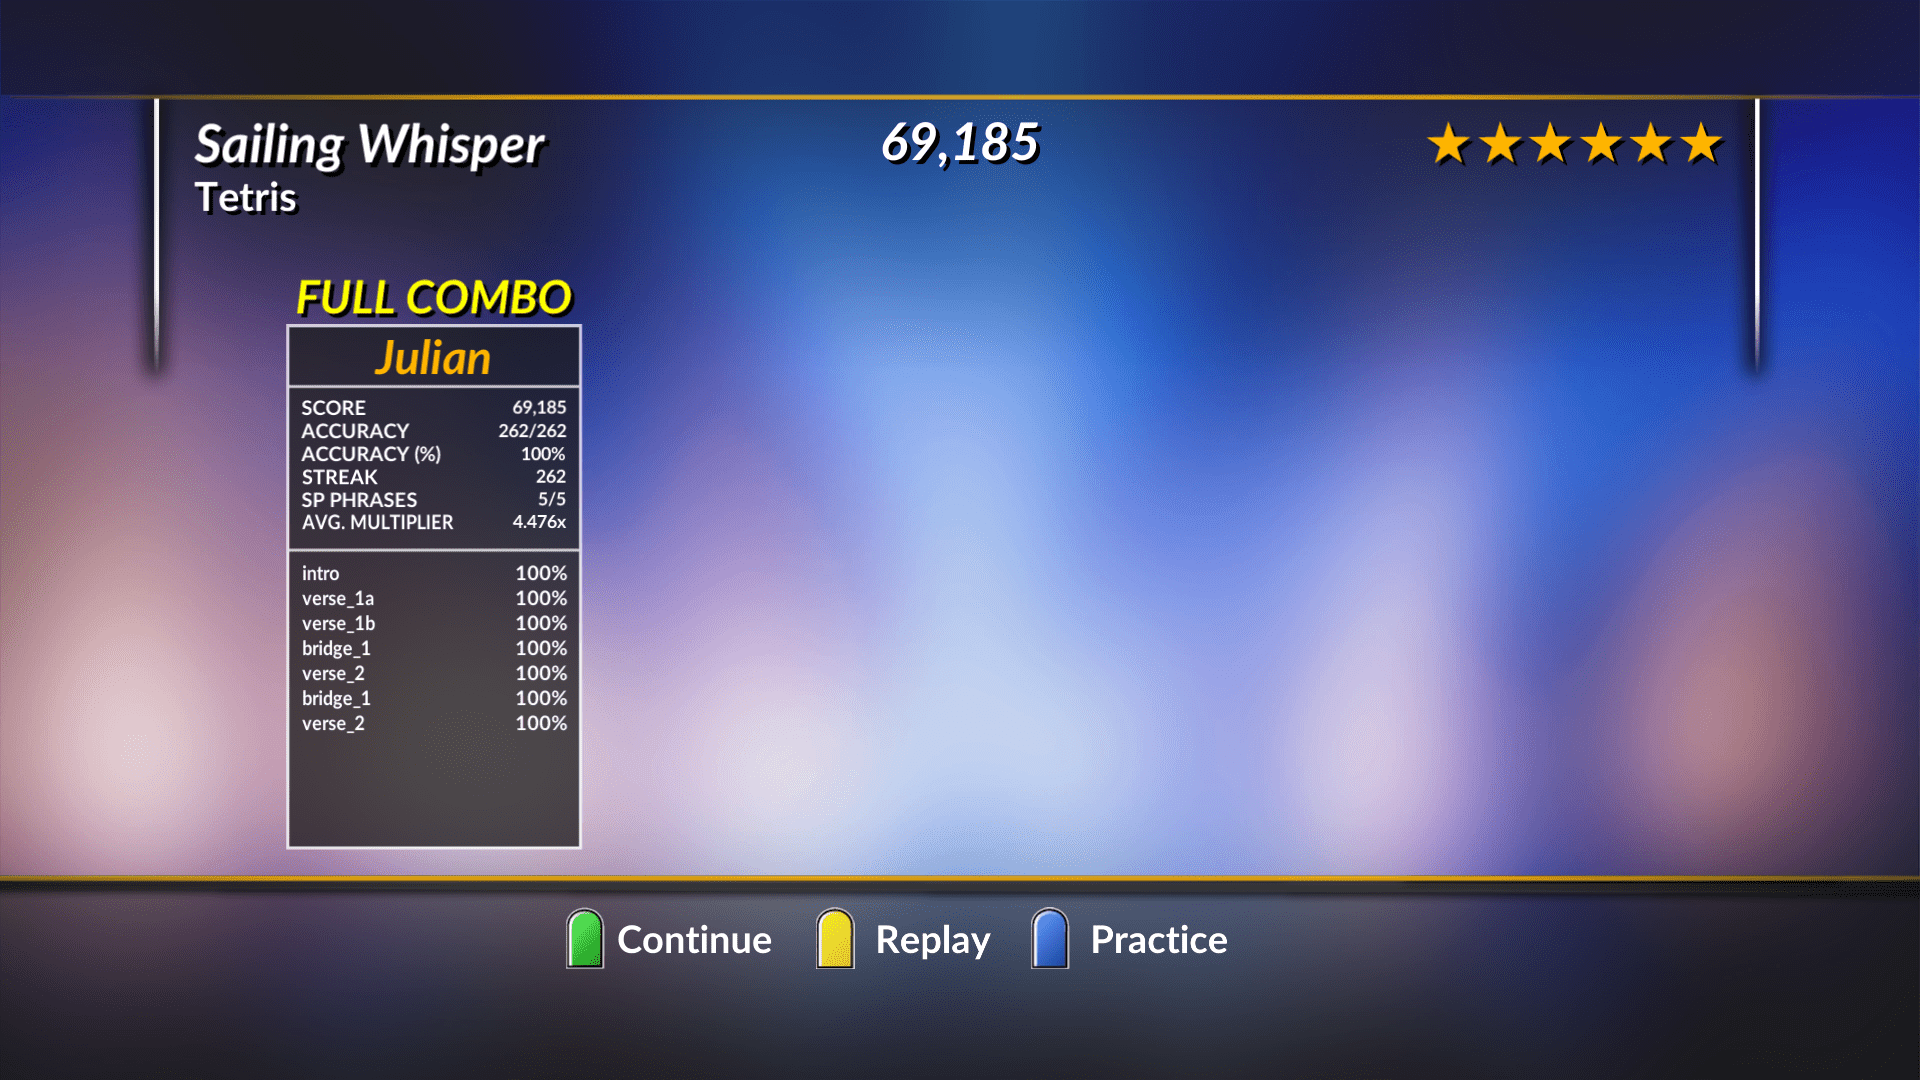 Sailing Whisper 69,185
Tetris
FULL COMBO
Julian
SCORE 69,185
ACCURACY 262/262
ACCURACY (%) 100%
STREAK 262
SP PHRASES 5/5
AVG. MULTIPLIER 4.476x
intro 100%
verse_1a 100%
verse_1b 100%
bridge_1 100%
verse_2 100%
bridge_1 100%
verse_2 100%
Continue Replay Practice